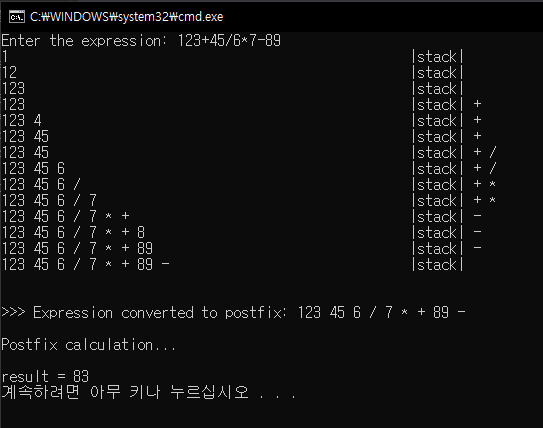 C:₩WINDOWS₩system32₩cmd.exe
Enter the expression: 123+45/6*7-89
1 |stack|
12 |stack|
123 |stack|
123 |stack| +
123 4 |stack| +
123 45 |stack| +
123 45 |stack| + /
123 45 6 |stack| + /
123 45 6 / |stack| + *
123 45 6 / 7 |stack| + *
123 45 6 / 7 * + |stack| -
123 45 6 / 7 * + 8 |stack| -
123 45 6 / 7 * + 89 |stack| -
123 45 6 / 7 * + 89 - |stack|
>>> Expression converted to postfix: 123 45 6 / 7 * + 89 -
Postfix calculation...
result = 83
계속하려면 아무 키나 누르십시오 . . .